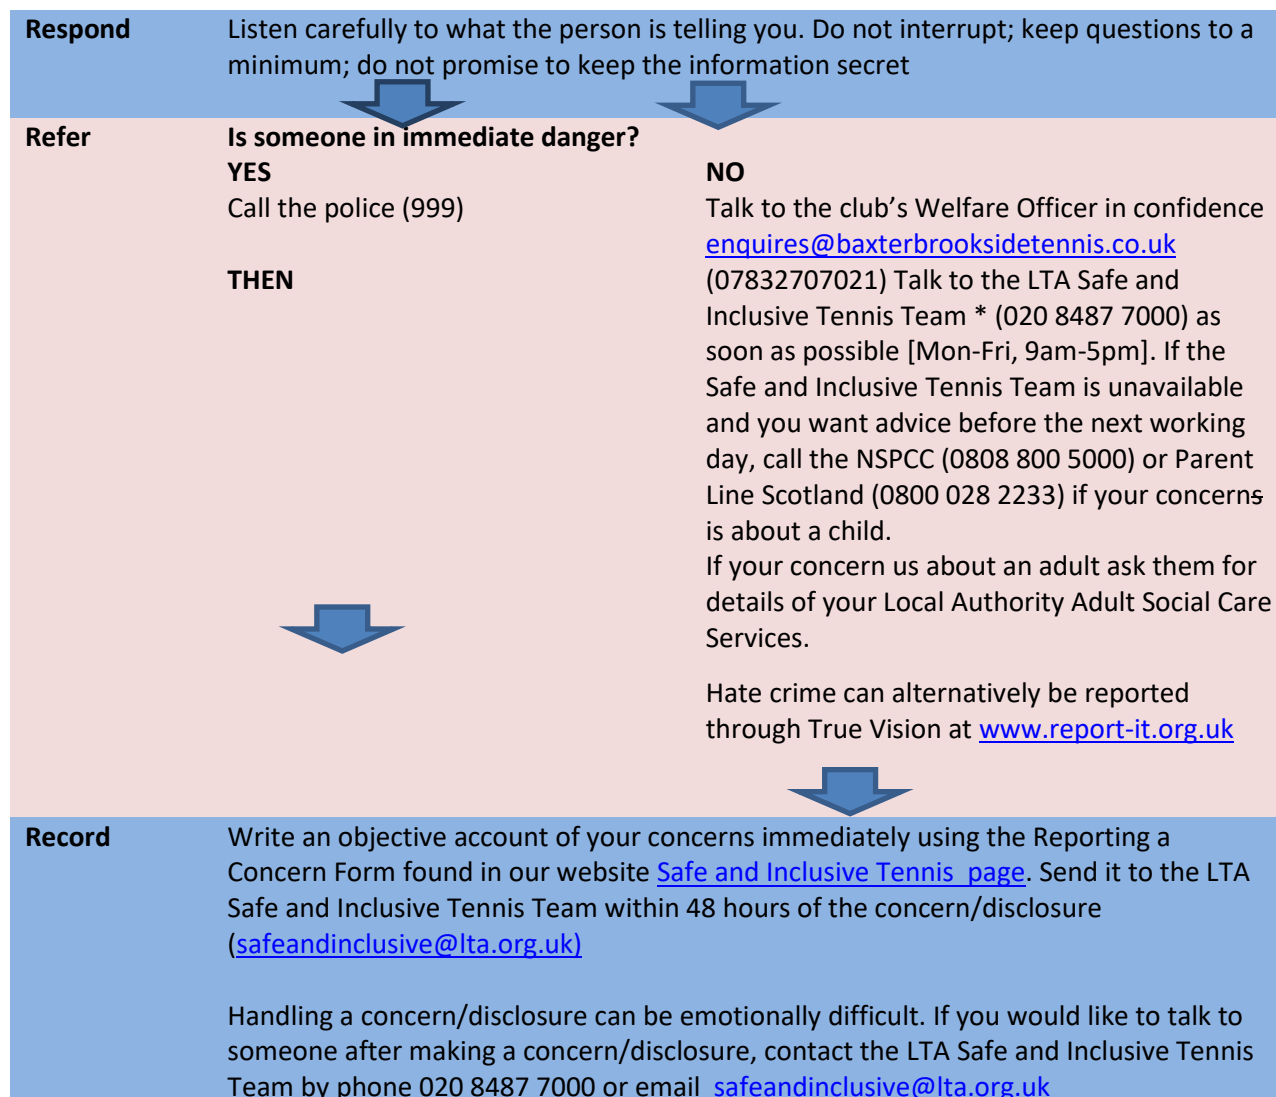 Respond
Listen carefully to what the person is telling you. Do not interrupt; keep questions to a
minimum; do not promise to keep the information secret
Refer
Is someone in immediate danger?
YES
Call the police (999)
THEN
NO
Talk to the club’s Welfare Officer in confidence
enquires@baxterbrooksidetennis.co.uk
(07832707021) Talk to the LTA Safe and
Inclusive Tennis Team * (020 8487 7000) as
soon as possible [Mon-Fri, 9am-5pm]. If the
Safe and Inclusive Tennis Team is unavailable
and you want advice before the next working
day, call the NSPCC (0808 800 5000) or Parent
Line Scotland (0800 028 2233) if your concerns
is about a child.
If your concern us about an adult ask them for
details of your Local Authority Adult Social Care
Services.
Hate crime can alternatively be reported
through True Vision at www.report-it.org.uk
Record
Write an objective account of your concerns immediately using the Reporting a
Concern Form found in our website Safe and Inclusive Tennis  page. Send it to the LTA
Safe and Inclusive Tennis Team within 48 hours of the concern/disclosure
(safeandinclusive@lta.org.uk)
Handling a concern/disclosure can be emotionally difficult. If you would like to talk to
someone after making a concern/disclosure, contact the LTA Safe and Inclusive Tennis
Team by phone 020 8487 7000 or email  safeandinclusive@lta.org.uk